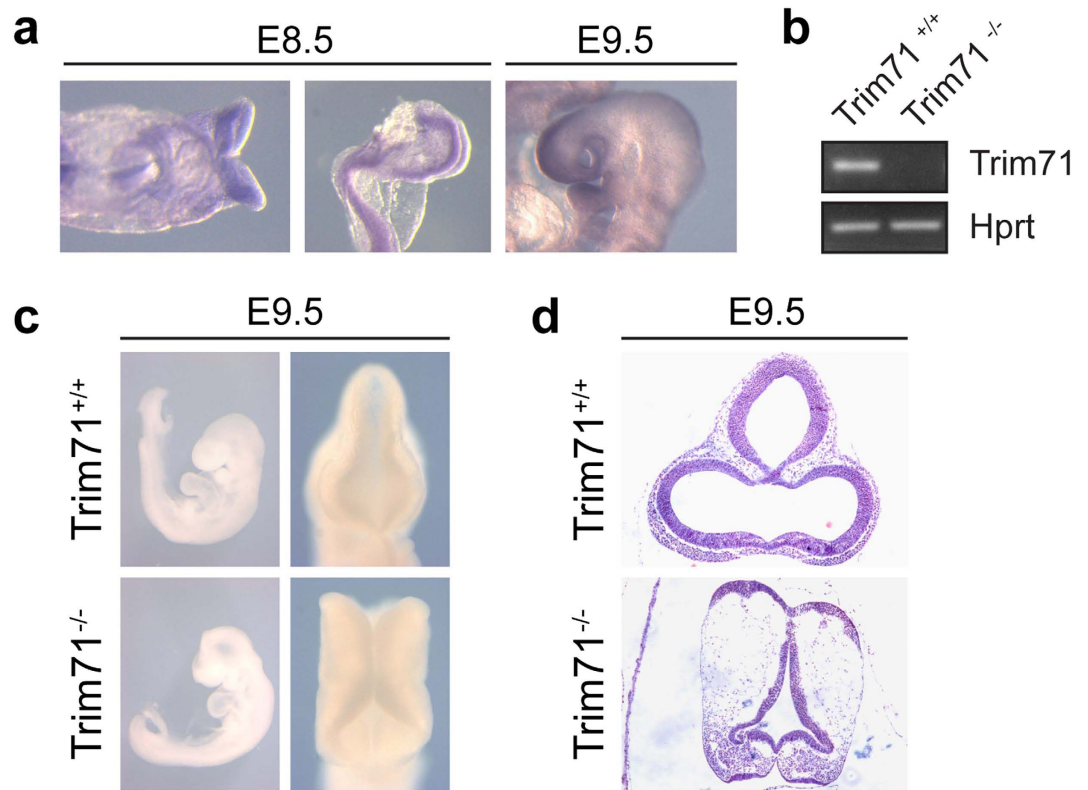 a
E8.5
E9.5
b
Trim71 +/+
Trim71 -/-
Trim71
Hprt
c
E9.5
Trim71+/+
Trim71-/-
d
E9.5
Trim71+/+
Trim71-/-